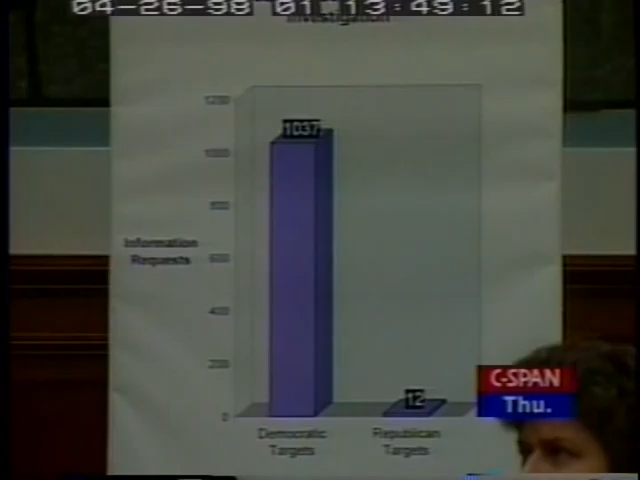 04-26-98 01:13:49:12
Investigation
1200
1037
1000
800
Information
Requests
600
400
200
12
0
Democratic
Targets
Republican
Targets
C-SPAN
Thu.